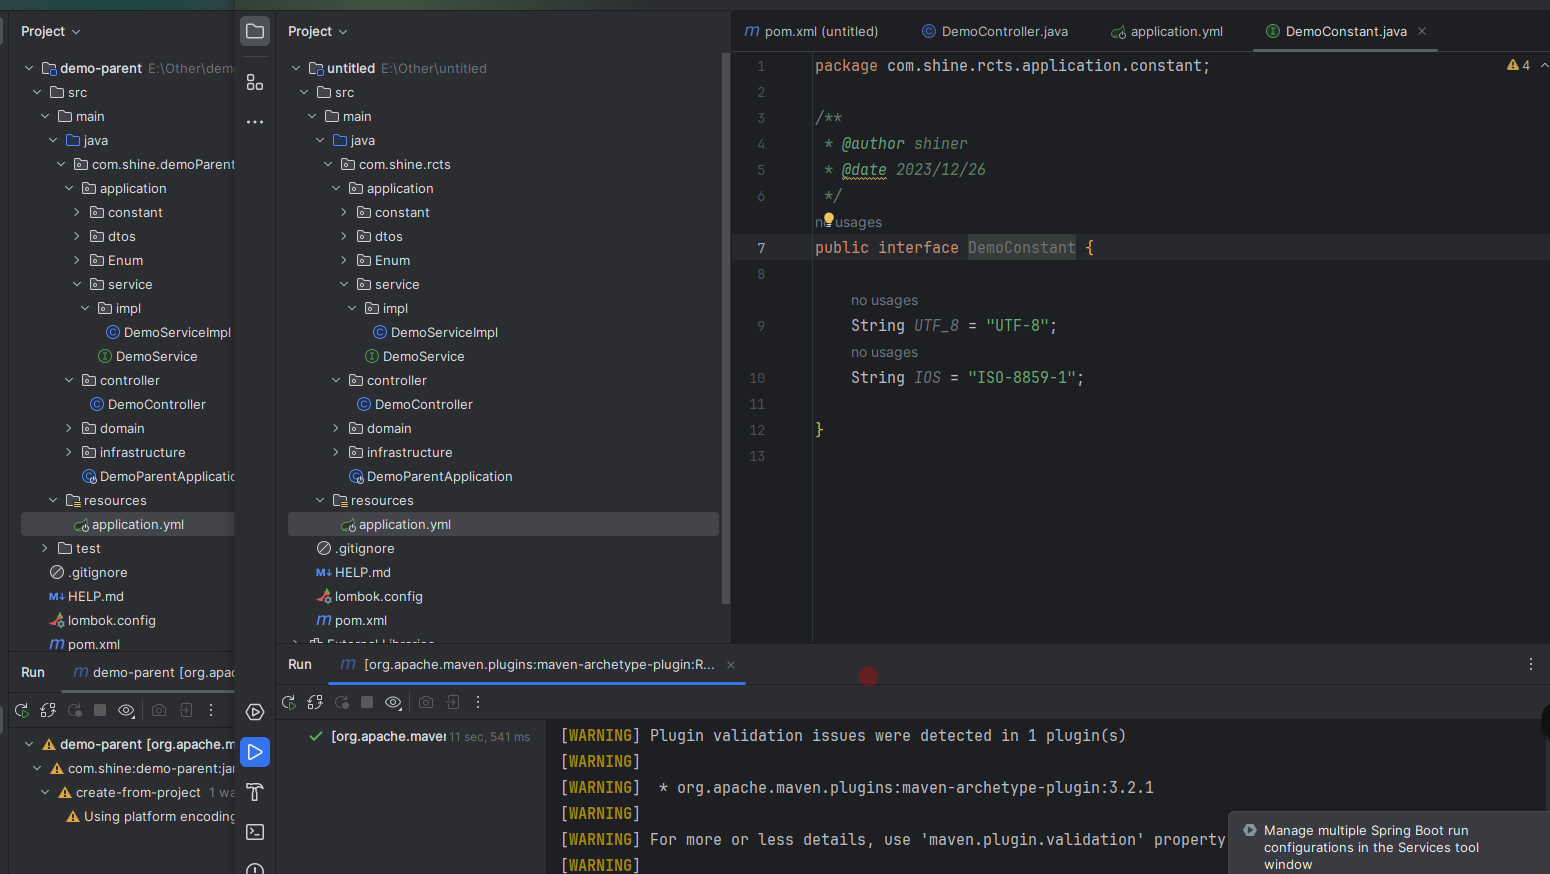 Project
demo-parent E:\Other\dem
src
main
java
com.shine.demoParent
application
constant
dtos
Enum
service
impl
DemoServiceImpl
DemoService
controller
DemoController
domain
infrastructure
DemoParentApplicatio
resources
application.yml
test
.gitignore
M↓ HELP.md
lombok.config
m pom.xml
Run
m demo-parent [org.apac
demo-parent [org.apache.m
com.shine:demo-parent:jar
create-from-project 1 wa
Using platform encoding
Project
untitled E:\Other\untitled
src
main
java
com.shine.rcts
application
constant
dtos
Enum
service
impl
DemoServiceImpl
DemoService
controller
DemoController
domain
infrastructure
DemoParentApplication
resources
application.yml
.gitignore
M↓ HELP.md
lombok.config
m pom.xml
External Libraries
m pom.xml (untitled)
DemoController.java
application.yml
DemoConstant.java
4
1 package com.shine.rcts.application.constant;
2
3 /**
4 * @author shiner
5 * @date 2023/12/26
6 */
no usages
7 public interface DemoConstant {
8
no usages
9 String UTF_8 = "UTF-8";
no usages
10 String IOS = "ISO-8859-1";
11
12 }
13
Run
m [org.apache.maven.plugins:maven-archetype-plugin:R...
[org.apache.maver 11 sec, 541 ms
[WARNING] Plugin validation issues were detected in 1 plugin(s)
[WARNING]
[WARNING] * org.apache.maven.plugins:maven-archetype-plugin:3.2.1
[WARNING]
[WARNING] For more or less details, use 'maven.plugin.validation' property
[WARNING]
Manage multiple Spring Boot run
configurations in the Services tool
window